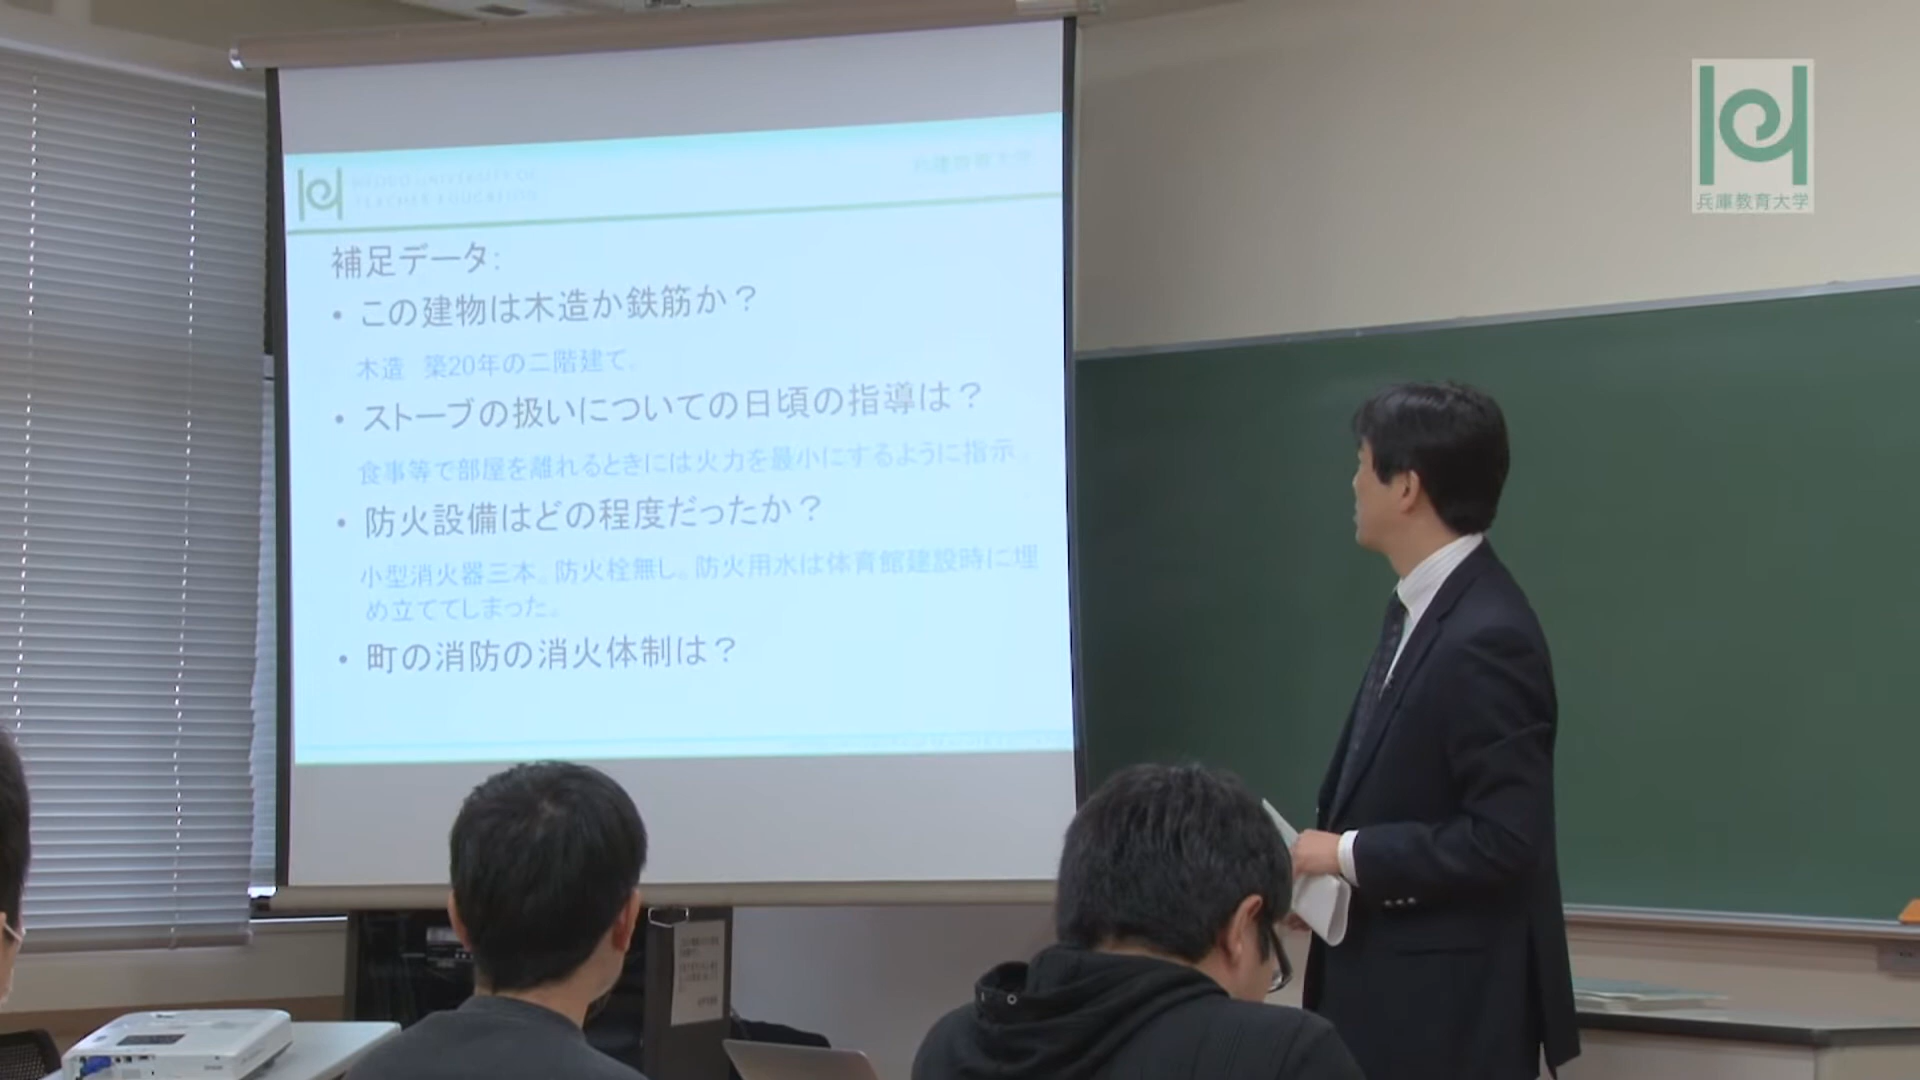 兵庫教育大学
HYOGO UNIVERSITY OF
TEACHER EDUCATION
兵庫教育大学
補足データ:
• この建物は木造か鉄筋か？
木造　築20年の二階建て。
• ストーブの扱いについての日頃の指導は？
食事等で部屋を離れるときには火力を最小にするように指示。
• 防火設備はどの程度だったか？
小型消火器三本。防火栓無し。防火用水は体育館建設時に埋
め立ててしまった。
• 町の消防の消火体制は？